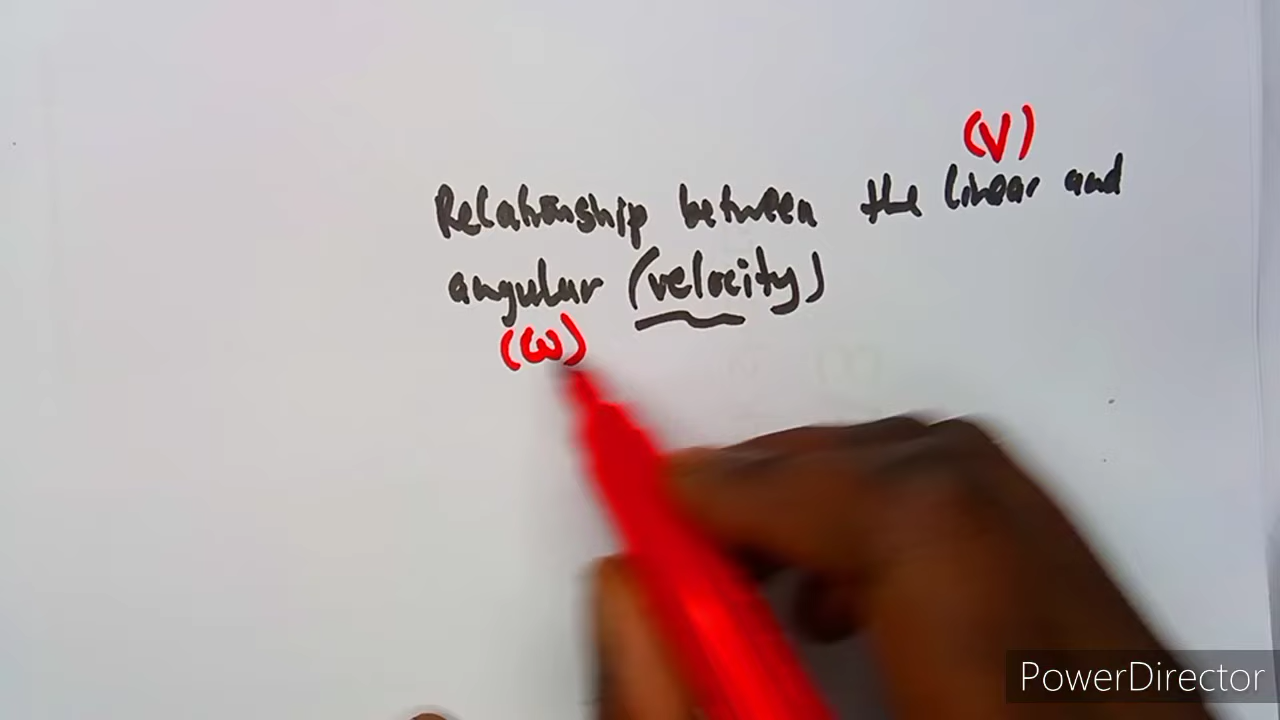 (V)
Relationship between the linear and
angular (velocity)
(ω)
PowerDirector